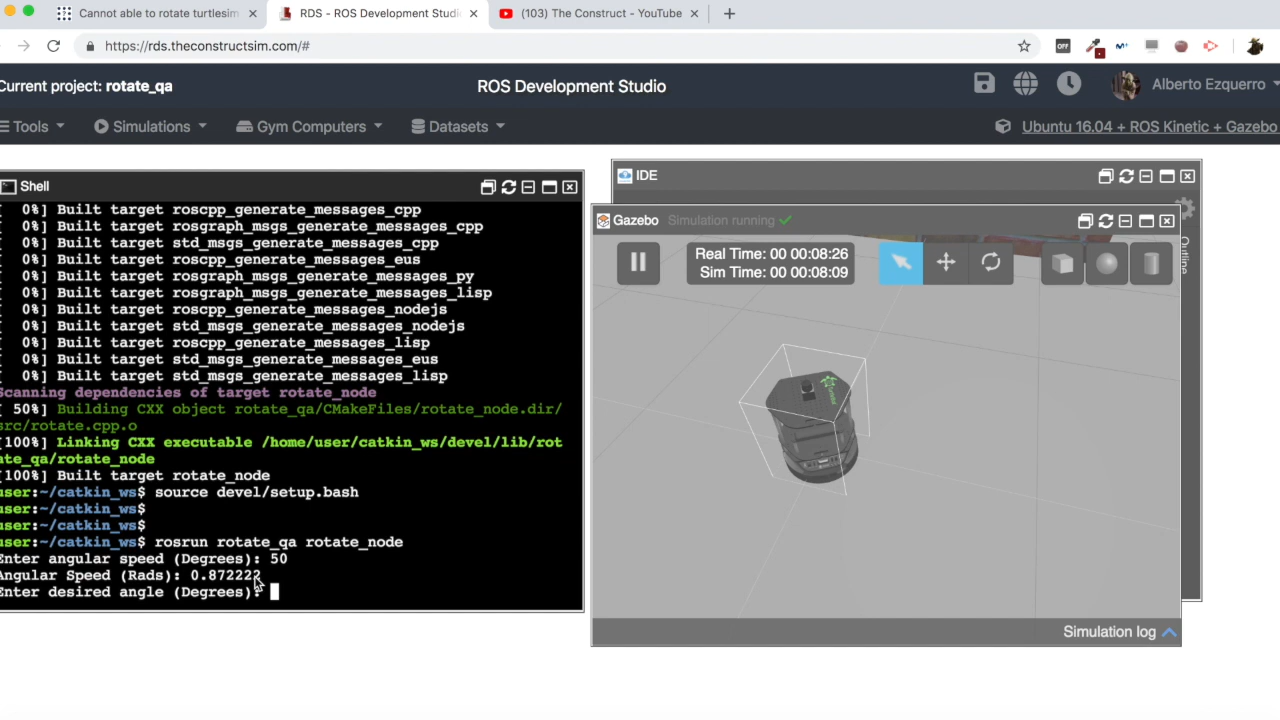 Cannot able to rotate turtlesim
RDS - ROS Development Studi
(103) The Construct - YouTube
https://rds.theconstructsim.com/#
OFF
Current project: rotate_qa
ROS Development Studio
Alberto Ezquerro
Tools
Simulations
Gym Computers
Datasets
Ubuntu 16.04 + ROS Kinetic + Gazebo
Shell
[ 0%] Built target roscpp_generate_messages_cpp
[ 0%] Built target rosgraph_msgs_generate_messages_cpp
[ 0%] Built target std_msgs_generate_messages_cpp
[ 0%] Built target roscpp_generate_messages_eus
[ 0%] Built target rosgraph_msgs_generate_messages_py
[ 0%] Built target rosgraph_msgs_generate_messages_lisp
[ 0%] Built target roscpp_generate_messages_nodejs
[ 0%] Built target std_msgs_generate_messages_nodejs
[ 0%] Built target roscpp_generate_messages_lisp
[ 0%] Built target std_msgs_generate_messages_eus
[ 0%] Built target std_msgs_generate_messages_lisp
Scanning dependencies of target rotate_node
[ 50%] Building CXX object rotate_qa/CMakeFiles/rotate_node.dir/
src/rotate.cpp.o
[100%] Linking CXX executable /home/user/catkin_ws/devel/lib/rot
ate_qa/rotate_node
[100%] Built target rotate_node
user:~/catkin_ws$ source devel/setup.bash
user:~/catkin_ws$
user:~/catkin_ws$
user:~/catkin_ws$ rosrun rotate_qa rotate_node
Enter angular speed (Degrees): 50
Angular Speed (Rads): 0.872222
Enter desired angle (Degrees):
IDE
Outline
Gazebo Simulation running
Real Time: 00 00:08:26
Sim Time: 00 00:08:09
Simulation log